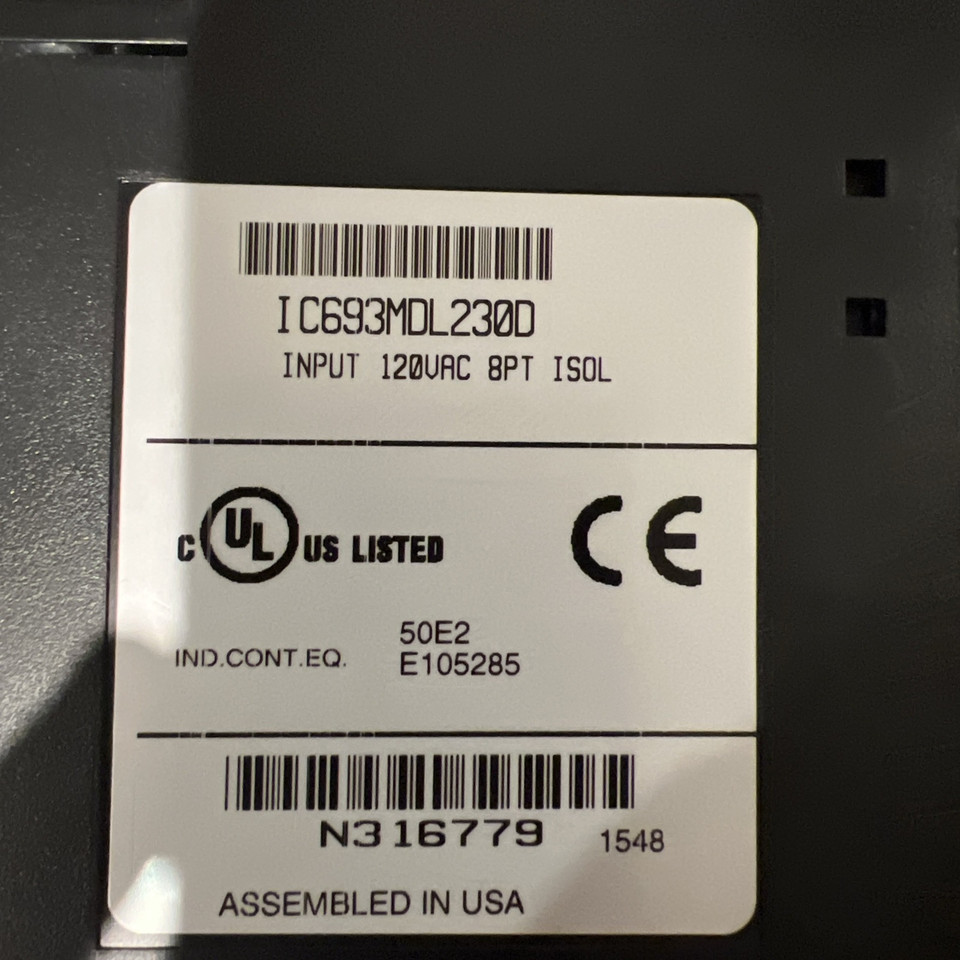 IC693MDL230D
INPUT 120VAC 8PT ISOL
C UL US LISTED CE
50E2
IND.CONT.EQ. E105285
N316779 1548
ASSEMBLED IN USA